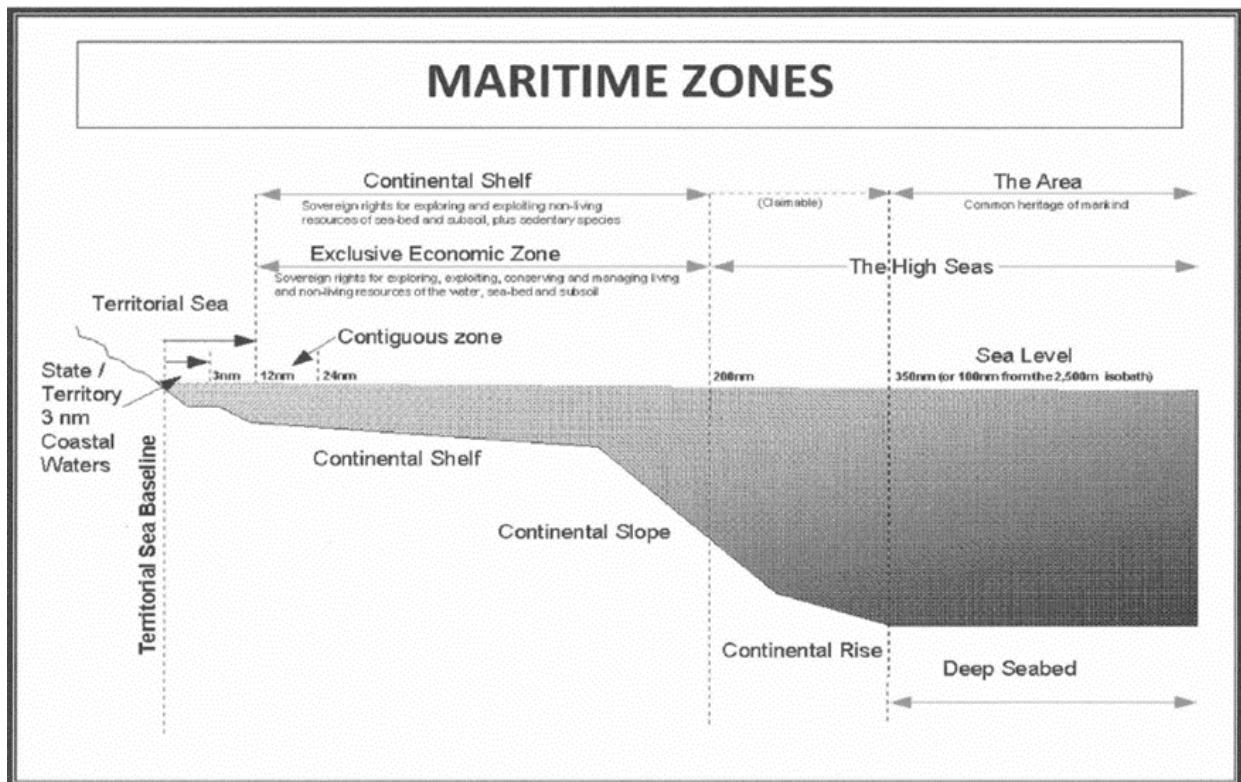 MARITIME ZONES
Continental Shelf
Sovereign rights for exploring and exploiting non-living
resources of sea-bed and subsoil, plus sedentary species
(Claimable)
The Area
Common heritage of mankind
Exclusive Economic Zone
Sovereign rights for exploring, exploiting, conserving and managing living
and non-living resources of the water, sea-bed and subsoil
The High Seas
Territorial Sea
Contiguous zone
Sea Level
3nm
12nm
24nm
200nm
350nm (or 100nm from the 2,500m isobath)
State /
Territory
3 nm
Coastal
Waters
Territorial Sea Baseline
Continental Shelf
Continental Slope
Continental Rise
Deep Seabed